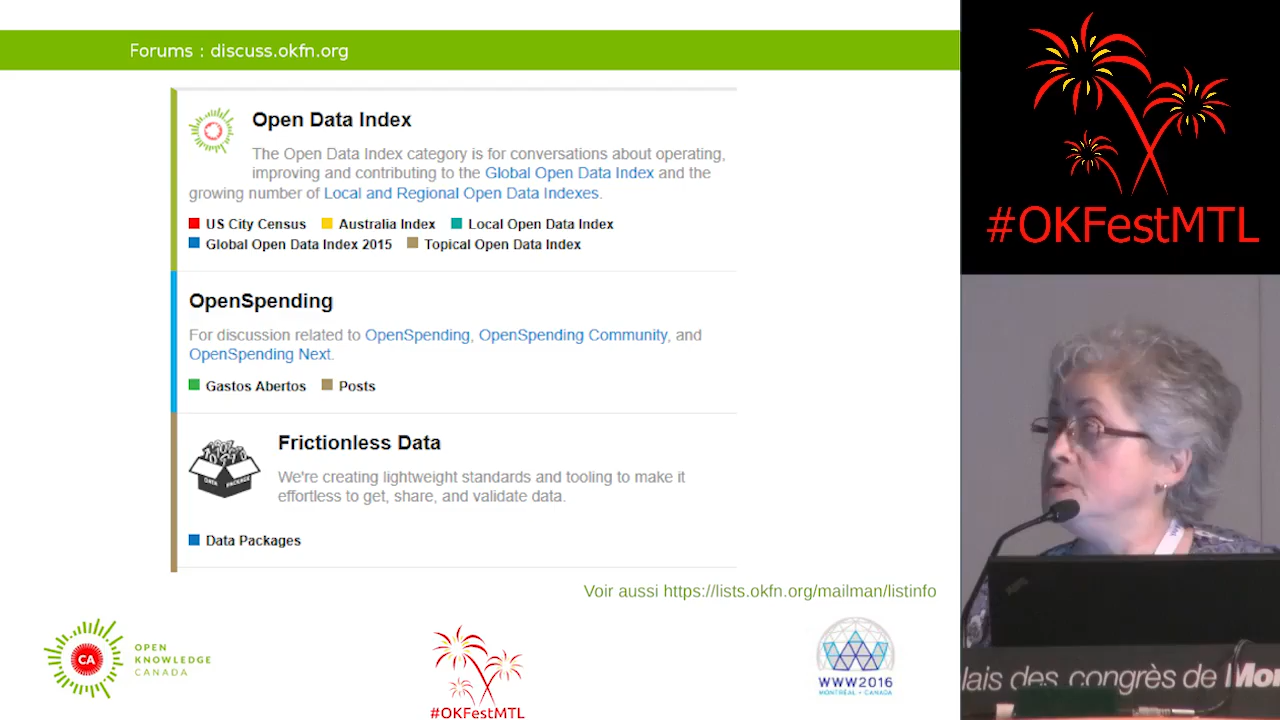 Forums : discuss.okfn.org
Open Data Index
The Open Data Index category is for conversations about operating,
improving and contributing to the Global Open Data Index and the
growing number of Local and Regional Open Data Indexes.
US City Census Australia Index Local Open Data Index
Global Open Data Index 2015 Topical Open Data Index
OpenSpending
For discussion related to OpenSpending, OpenSpending Community, and
OpenSpending Next.
Gastos Abertos Posts
Frictionless Data
We're creating lightweight standards and tooling to make it
effortless to get, share, and validate data.
DATA PACKAGE
Data Packages
Voir aussi https://lists.okfn.org/mailman/listinfo
CA
OPEN
KNOWLEDGE
CANADA
#OKFestMTL
WWW2016
MONTRÉAL • CANADA
#OKFestMTL
lais des congrès de Mon